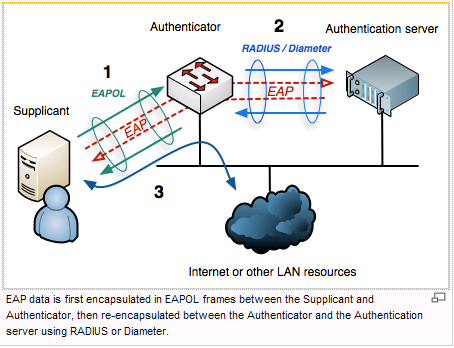 Authenticator
2
Authentication server
RADIUS / Diameter
1
EAPOL
EAP
EAP
Supplicant
3
Internet or other LAN resources
EAP data is first encapsulated in EAPOL frames between the Supplicant and
Authenticator, then re-encapsulated between the Authenticator and the Authentication
server using RADIUS or Diameter.